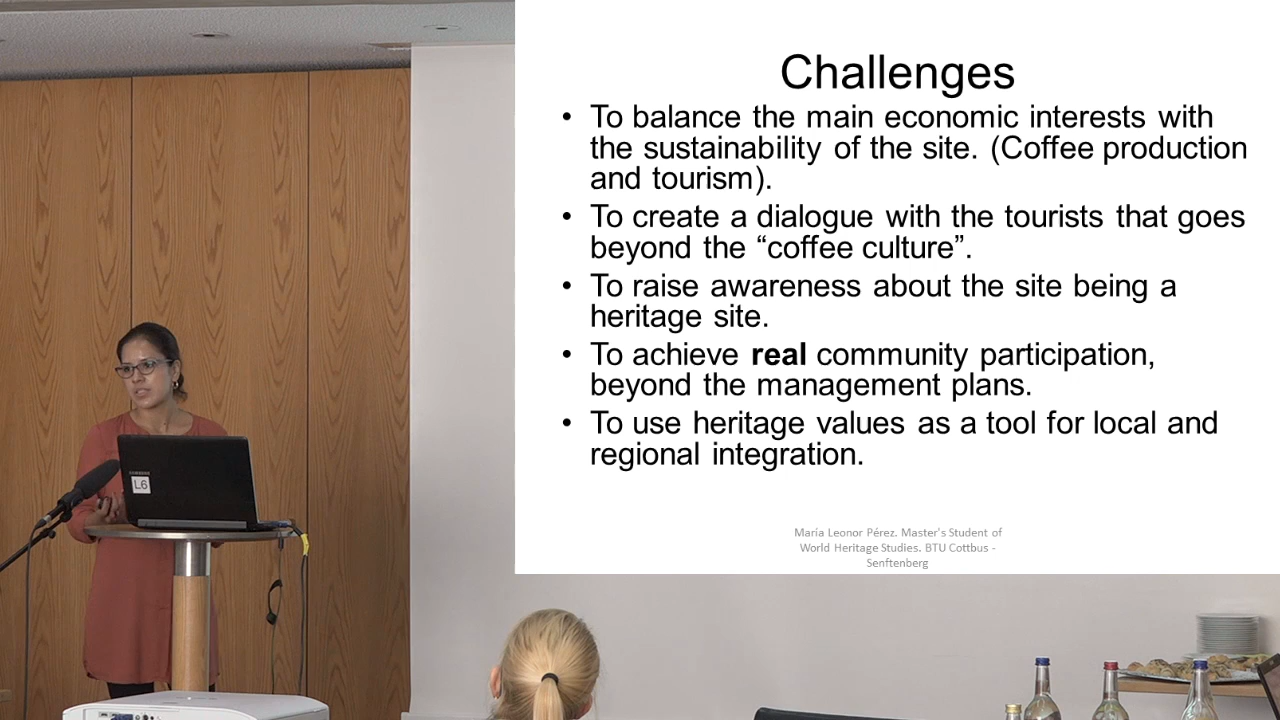 Challenges
• To balance the main economic interests with
the sustainability of the site. (Coffee production
and tourism).
• To create a dialogue with the tourists that goes
beyond the “coffee culture”.
• To raise awareness about the site being a
heritage site.
• To achieve real community participation,
beyond the management plans.
• To use heritage values as a tool for local and
regional integration.
María Leonor Pérez. Master's Student of
World Heritage Studies. BTU Cottbus -
Senftenberg
SAMSUNG
L6